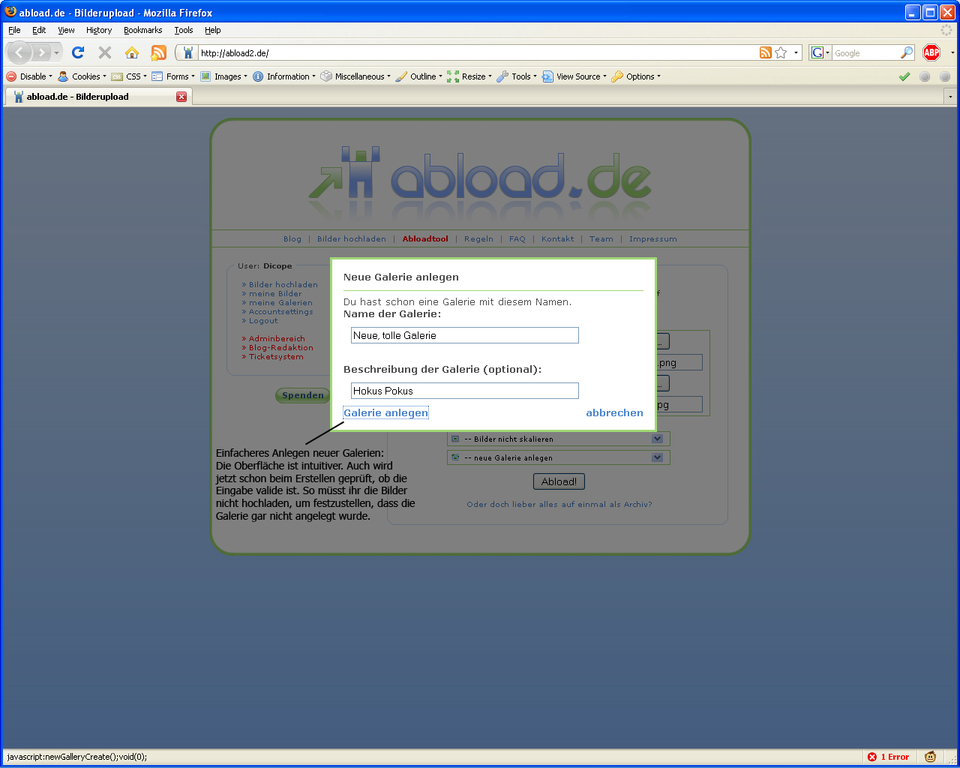 abload.de - Bilderupload - Mozilla Firefox
File Edit View History Bookmarks Tools Help
http://abload2.de/
G Google
ABP
Disable Cookies CSS Forms Images Information Miscellaneous Outline Resize Tools View Source Options
abload.de - Bilderupload
abload.de
Blog | Bilder hochladen | Abloadtool | Regeln | FAQ | Kontakt | Team | Impressum
User: Dicope
» Bilder hochladen
» meine Bilder
» meine Galerien
» Accountsettings
» Logout
» Adminbereich
» Blog-Redaktion
» Ticketsystem
Spenden
Neue Galerie anlegen
Du hast schon eine Galerie mit diesem Namen.
Name der Galerie:
Neue, tolle Galerie
Beschreibung der Galerie (optional):
Hokus Pokus
Galerie anlegen abbrechen
f
...
.png
...
pg
-- Bilder nicht skalieren
-- neue Galerie anlegen
Abload!
Oder doch lieber alles auf einmal als Archiv?
Einfacheres Anlegen neuer Galerien:
Die Oberfläche ist intuitiver. Auch wird
jetzt schon beim Erstellen geprüft, ob die
Eingabe valide ist. So müsst ihr die Bilder
nicht hochladen, um festzustellen, dass die
Galerie gar nicht angelegt wurde.
javascript:newGalleryCreate();void(0);
1 Error